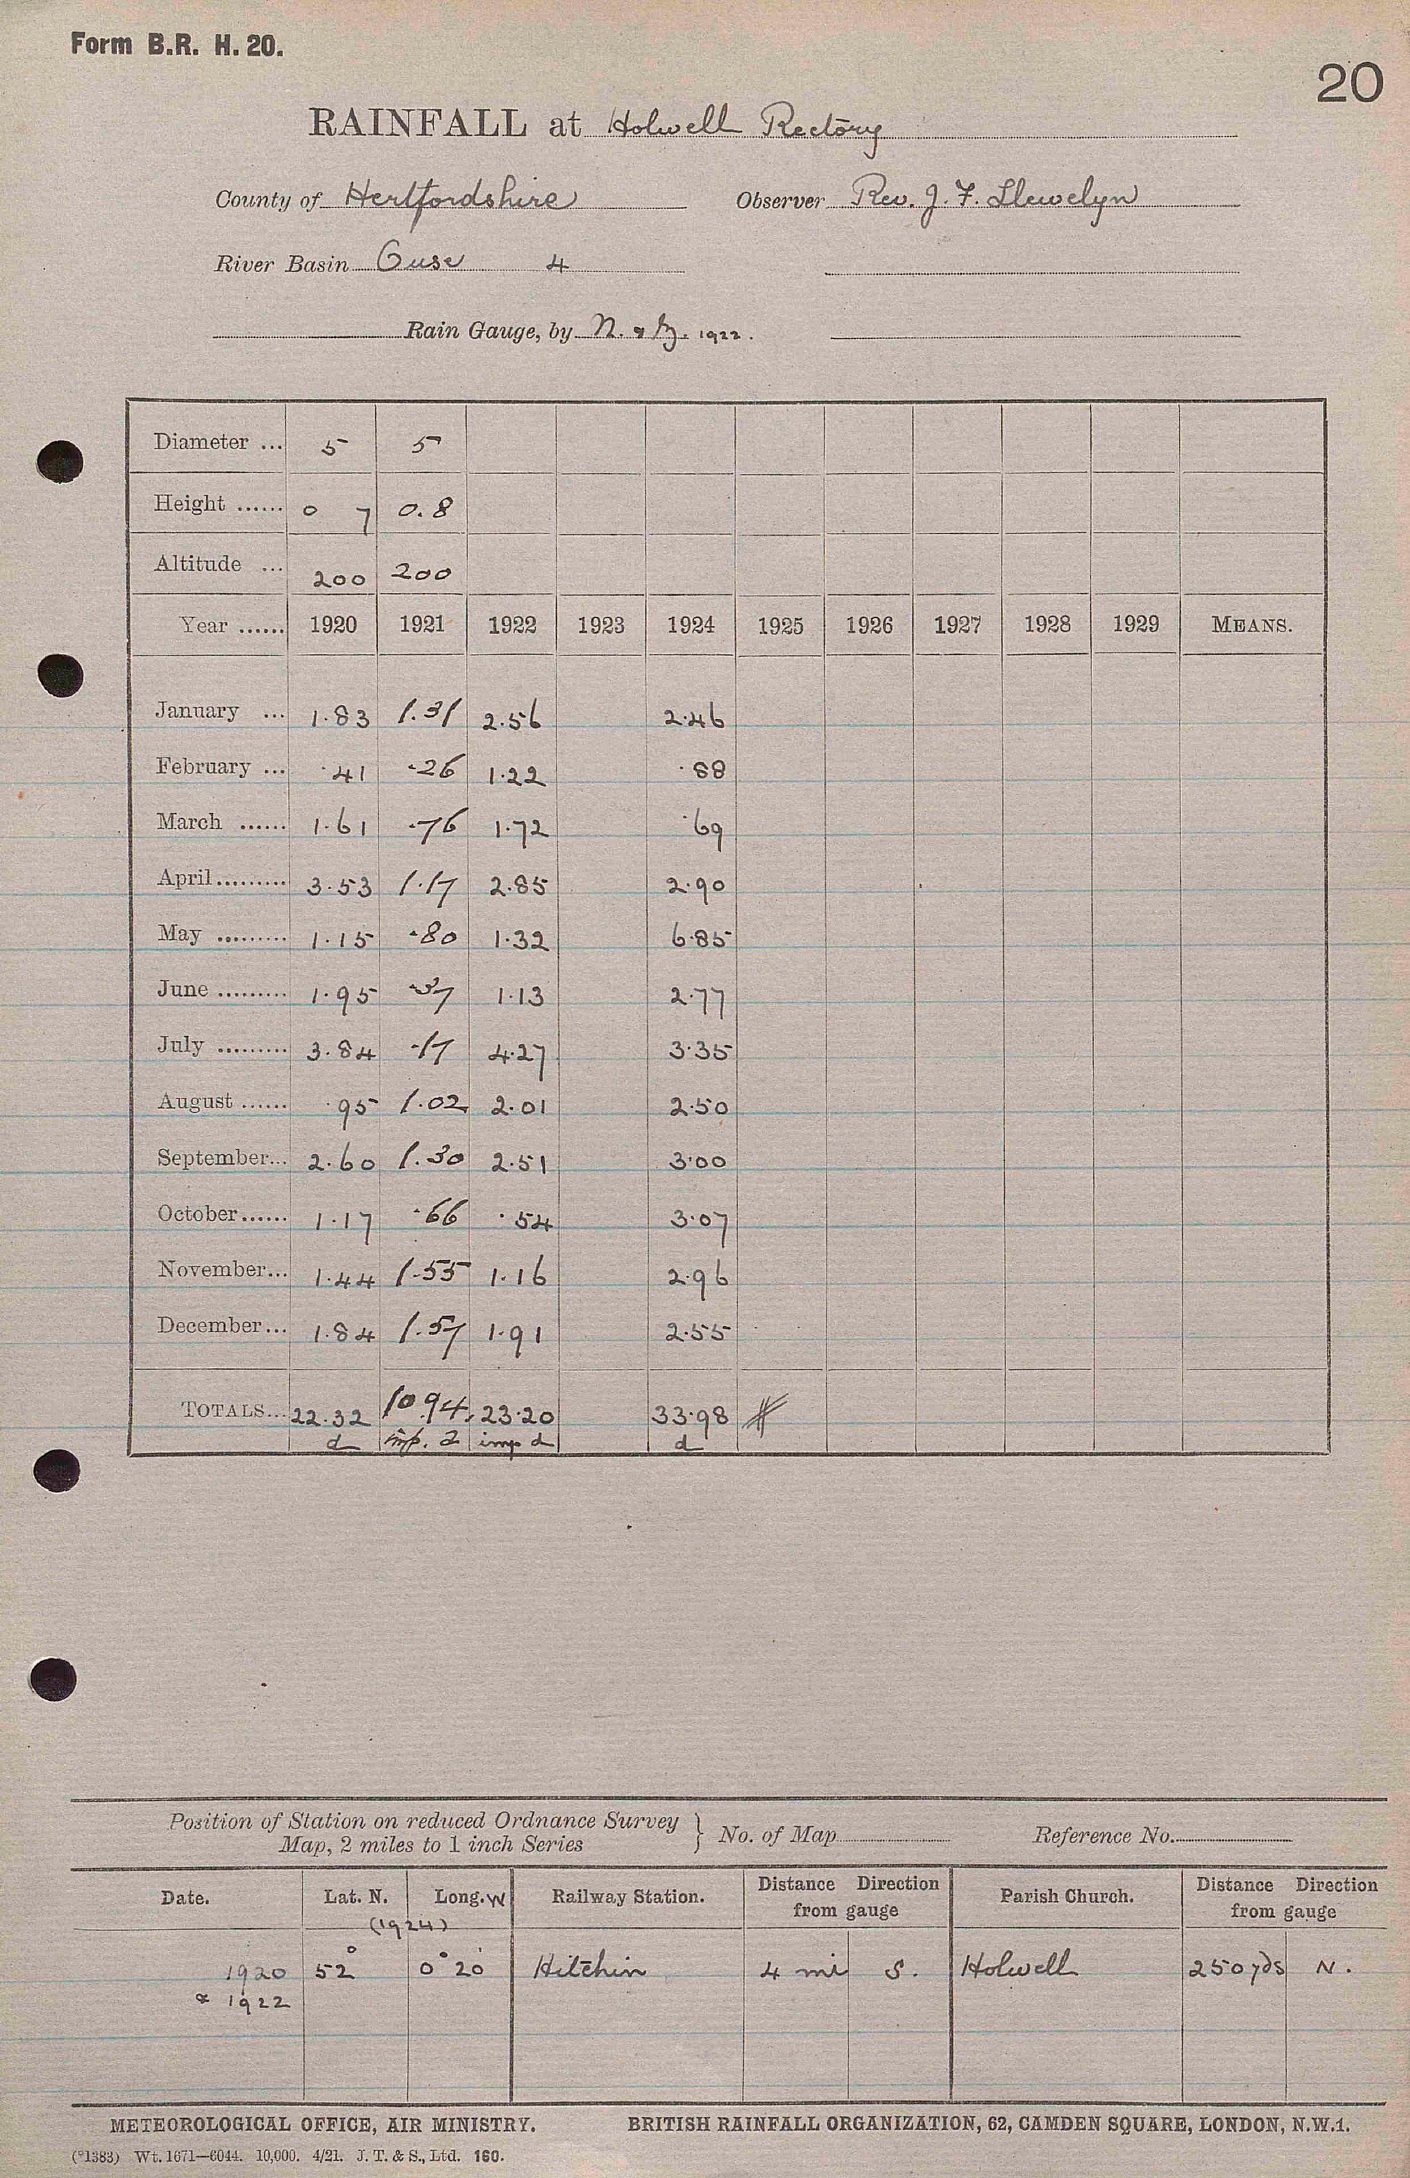 Form B.R. H. 20.
20
RAINFALL at Holwell Rectory
County of Hertfordshire Observer Rev. J. F. Llewelyn
River Basin Ouse 4
Rain Gauge, by N. & Z. 1922.
Diameter ... 5 5
Height ...... 0 7 0.8
Altitude ... 200 200
Year ...... 1920 1921 1922 1923 1924 1925 1926 1927 1928 1929 MEANS.
January ... 1.83 1.31 2.56 2.46
February ... .41 .26 1.22 .88
March ...... 1.61 .76 1.72 .69
April ......... 3.53 1.17 2.85 2.90
May ......... 1.15 .80 1.32 6.85
June ......... 1.95 .37 1.13 2.77
July ......... 3.84 .17 4.27 3.35
August ...... .95 1.02 2.01 2.50
September... 2.60 1.30 2.51 3.00
October...... 1.17 .66 .54 3.07
November... 1.44 1.55 1.16 2.96
December... 1.84 1.57 1.91 2.55
TOTALS... 22.32 10.94 23.20 33.98
d imp. 2 imp d d
Position of Station on reduced Ordnance Survey
Map, 2 miles to 1 inch Series } No. of Map Reference No.
Date. Lat. N. Long. W Railway Station. Distance Direction from gauge Parish Church. Distance Direction from gauge
(1924)
1920 52° 0° 20' Hitchin 4 mi S. Holwell 250 yds N.
& 1922
METEOROLOGICAL OFFICE, AIR MINISTRY. BRITISH RAINFALL ORGANIZATION, 62, CAMDEN SQUARE, LONDON, N.W.1.
(*1383) Wt. 1671—6044. 10,000. 4/21. J. T. & S., Ltd. 160.